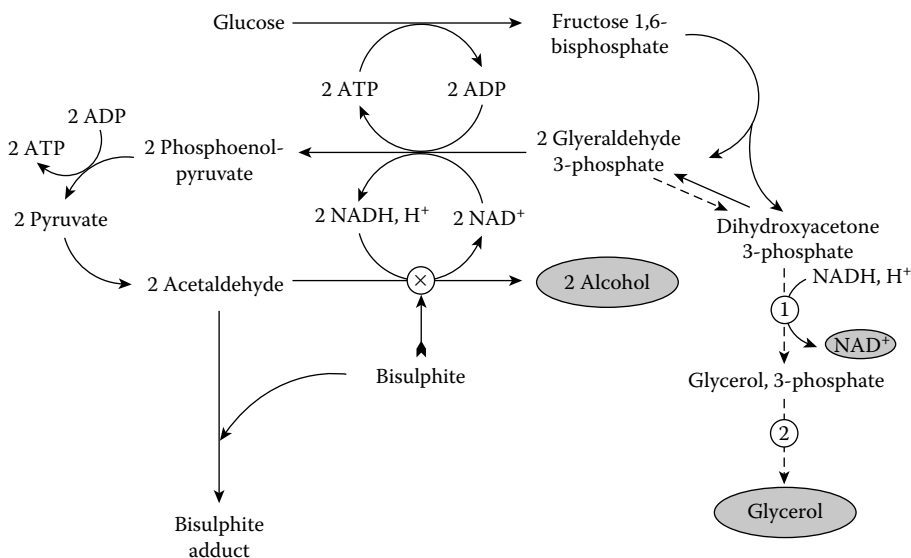 Glucose
Fructose 1,6-
bisphosphate
2 ATP
2 ADP
2 ADP
2 ATP
2 Phosphoenol-
pyruvate
2 Glyeraldehyde
3-phosphate
2 Pyruvate
2 NADH, H⁺
2 NAD⁺
Dihydroxyacetone
3-phosphate
2 Acetaldehyde
×
2 Alcohol
NADH, H⁺
1
NAD⁺
Bisulphite
Glycerol, 3-phosphate
2
Glycerol
Bisulphite
adduct